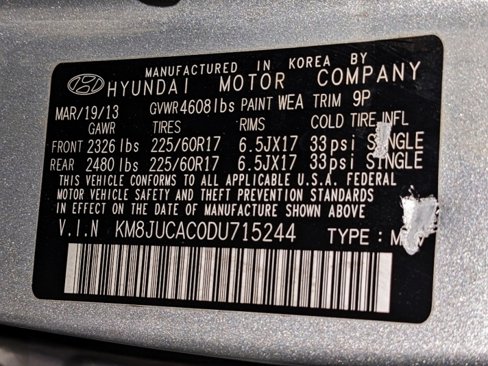 MANUFACTURED IN KOREA BY
HYUNDAI MOTOR COMPANY
MAR/19/13 GVWR4608lbs PAINT WEA TRIM 9P
GAWR TIRES RIMS COLD TIRE INFL
FRONT 2326lbs 225/60R17 6.5JX17 33psi SINGLE
REAR 2480lbs 225/60R17 6.5JX17 33psi SINGLE
THIS VEHICLE CONFORMS TO ALL APPLICABLE U.S.A. FEDERAL
MOTOR VEHICLE SAFETY AND THEFT PREVENTION STANDARDS
IN EFFECT ON THE DATE OF MANUFACTURE SHOWN ABOVE.
V.I.N KM8JUCAC0DU715244 TYPE: